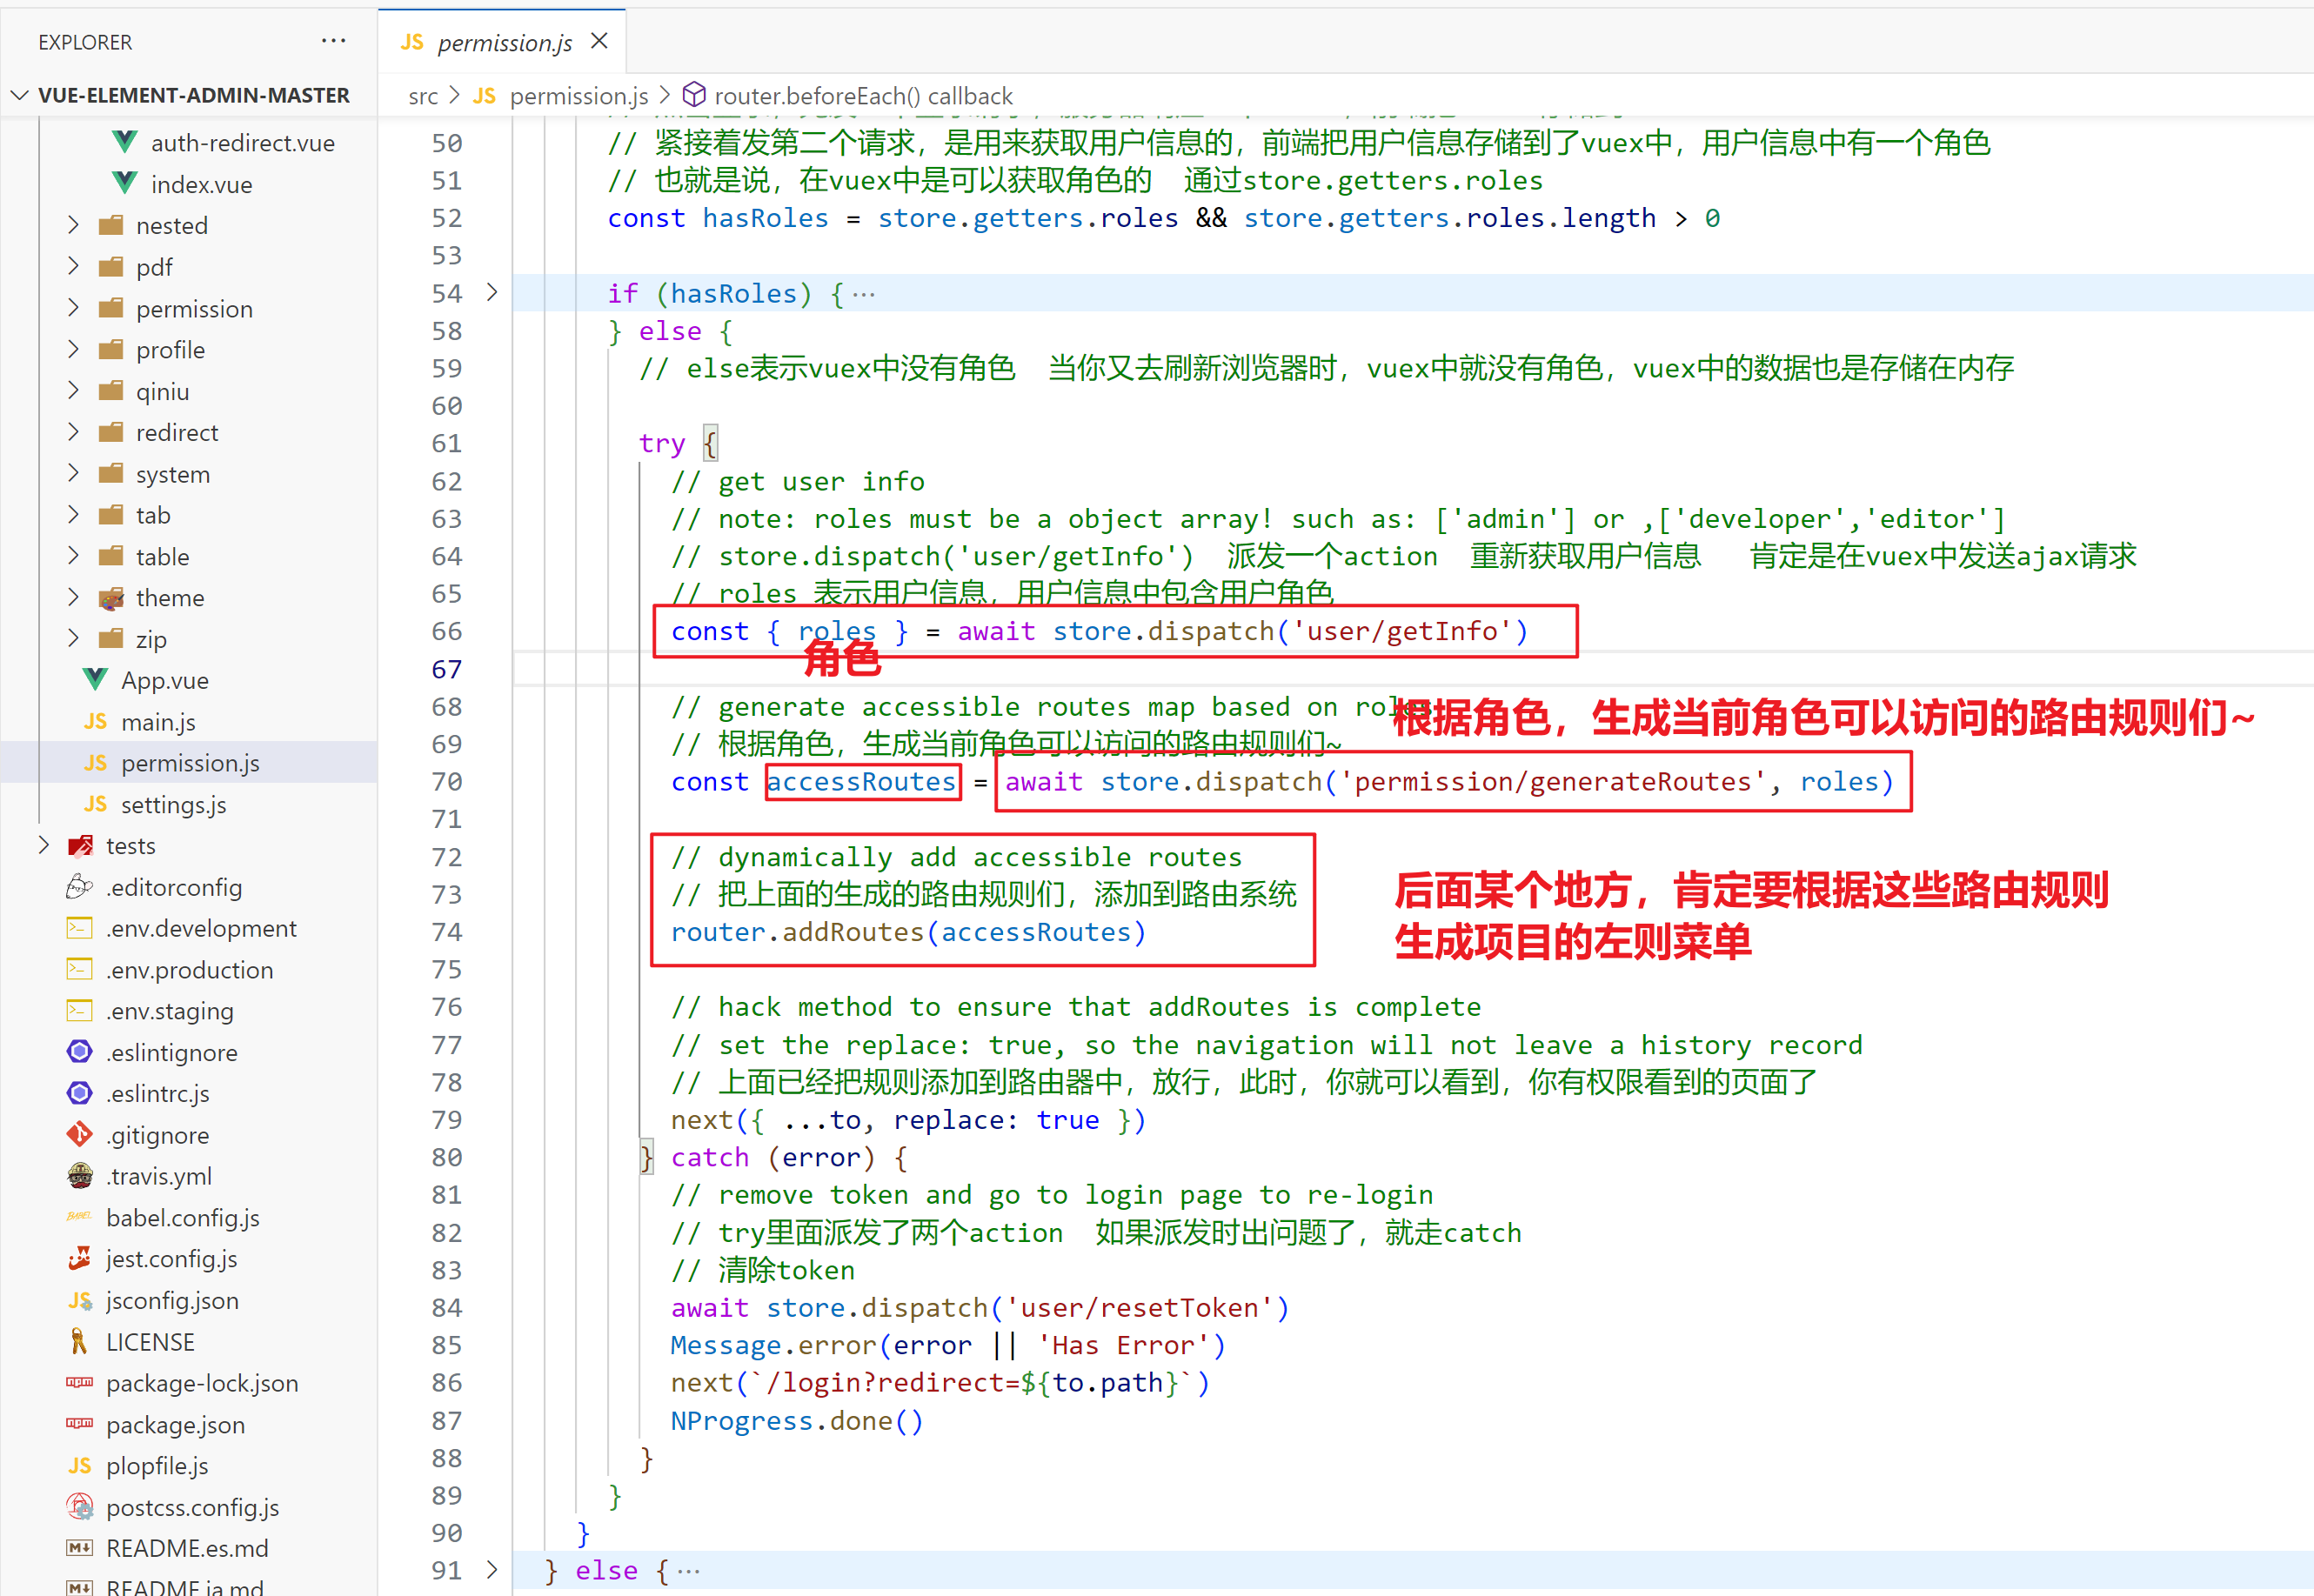 EXPLORER
···
VUE-ELEMENT-ADMIN-MASTER
auth-redirect.vue
index.vue
nested
pdf
permission
profile
qiniu
redirect
system
tab
table
theme
zip
App.vue
JS main.js
JS permission.js
JS settings.js
tests
.editorconfig
.env.development
.env.production
.env.staging
.eslintignore
.eslintrc.js
.gitignore
.travis.yml
BABEL babel.config.js
jest.config.js
JS jsconfig.json
LICENSE
package-lock.json
package.json
JS plopfile.js
postcss.config.js
README.es.md
README.ja.md
JS permission.js
src > JS permission.js > router.beforeEach() callback
50 // 紧接着发第二个请求，是用来获取用户信息的，前端把用户信息存储到了vuex中，用户信息中有一个角色
51 // 也就是说，在vuex中是可以获取角色的 通过store.getters.roles
52 const hasRoles = store.getters.roles && store.getters.roles.length > 0
53
54 if (hasRoles) {···
58 } else {
59 // else表示vuex中没有角色 当你又去刷新浏览器时，vuex中就没有角色，vuex中的数据也是存储在内存
60
61 try {
62 // get user info
63 // note: roles must be a object array! such as: ['admin'] or ,['developer','editor']
64 // store.dispatch('user/getInfo') 派发一个action 重新获取用户信息 肯定是在vuex中发送ajax请求
65 // roles 表示用户信息，用户信息中包含用户角色
66 const { roles } = await store.dispatch('user/getInfo')
角色
67
68 // generate accessible routes map based on roles
根据角色，生成当前角色可以访问的路由规则们~
69 // 根据角色，生成当前角色可以访问的路由规则们~
70 const accessRoutes = await store.dispatch('permission/generateRoutes', roles)
71
72 // dynamically add accessible routes
73 // 把上面的生成的路由规则们，添加到路由系统
74 router.addRoutes(accessRoutes)
后面某个地方，肯定要根据这些路由规则
生成项目的左则菜单
75
76 // hack method to ensure that addRoutes is complete
77 // set the replace: true, so the navigation will not leave a history record
78 // 上面已经把规则添加到路由器中，放行，此时，你就可以看到，你有权限看到的页面了
79 next({ ...to, replace: true })
80 } catch (error) {
81 // remove token and go to login page to re-login
82 // try里面派发了两个action 如果派发时出问题了，就走catch
83 // 清除token
84 await store.dispatch('user/resetToken')
85 Message.error(error || 'Has Error')
86 next(`/login?redirect=${to.path}`)
87 NProgress.done()
88 }
89 }
90 }
91 } else {···